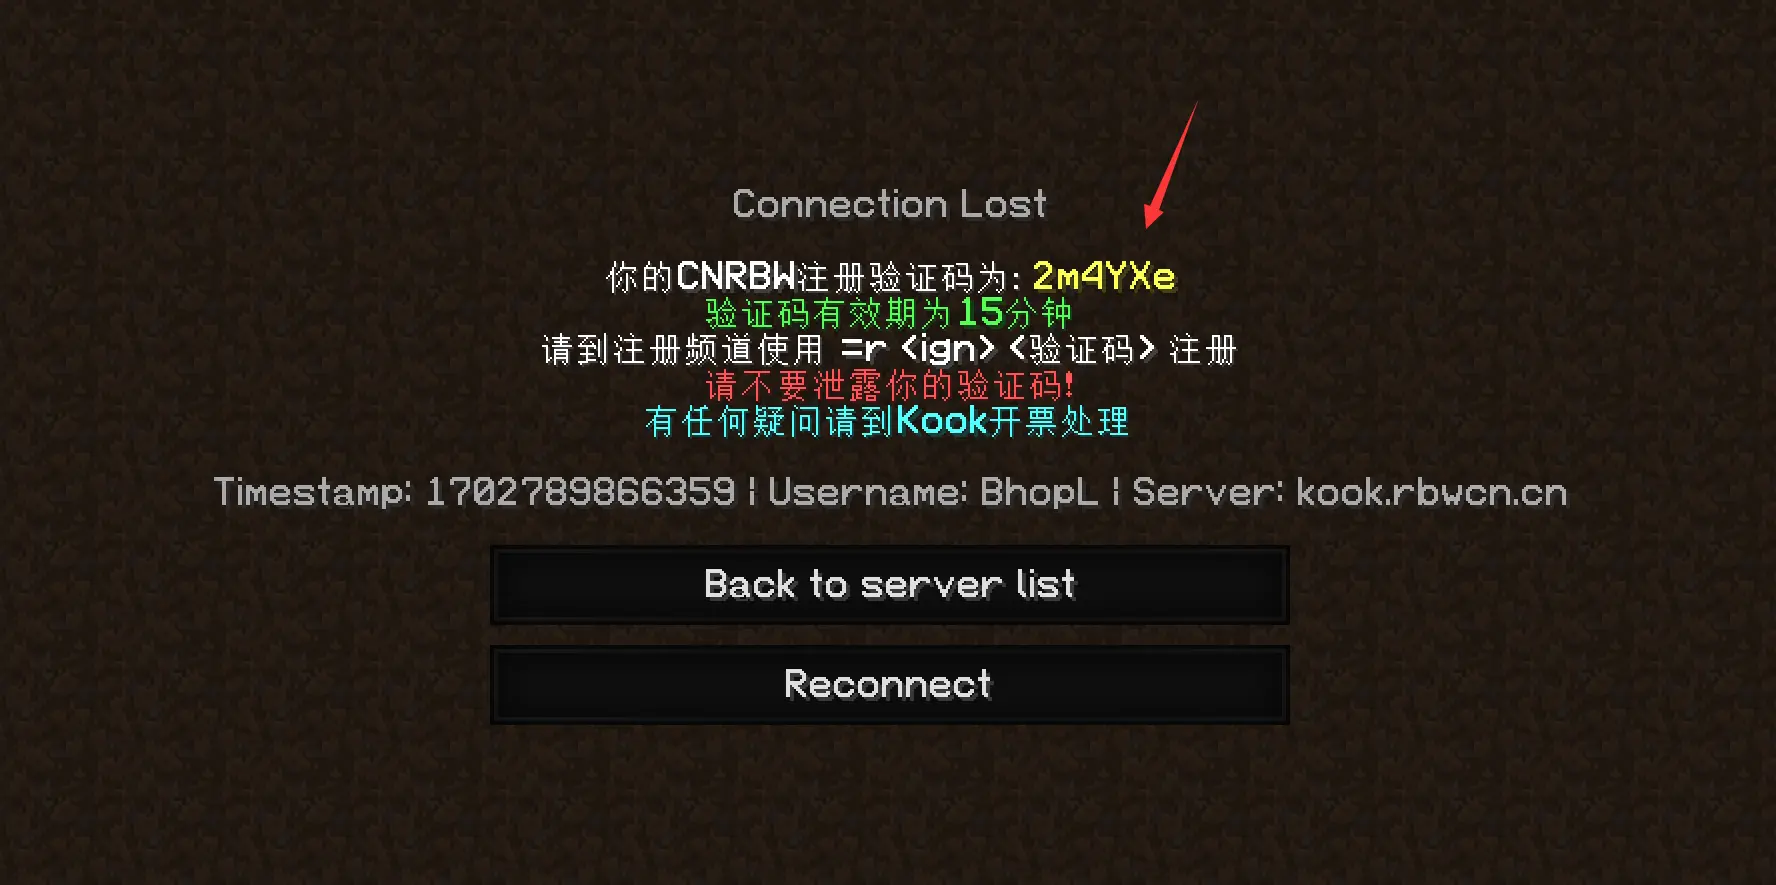 Connection Lost
你的CNRBW注册验证码为: 2m4YXe
验证码有效期为15分钟
请到注册频道使用 =r <ign> <验证码> 注册
请不要泄露你的验证码!
有任何疑问请到Kook开票处理
Timestamp: 1702789866359 | Username: BhopL | Server: kook.rbwcn.cn
Back to server list
Reconnect